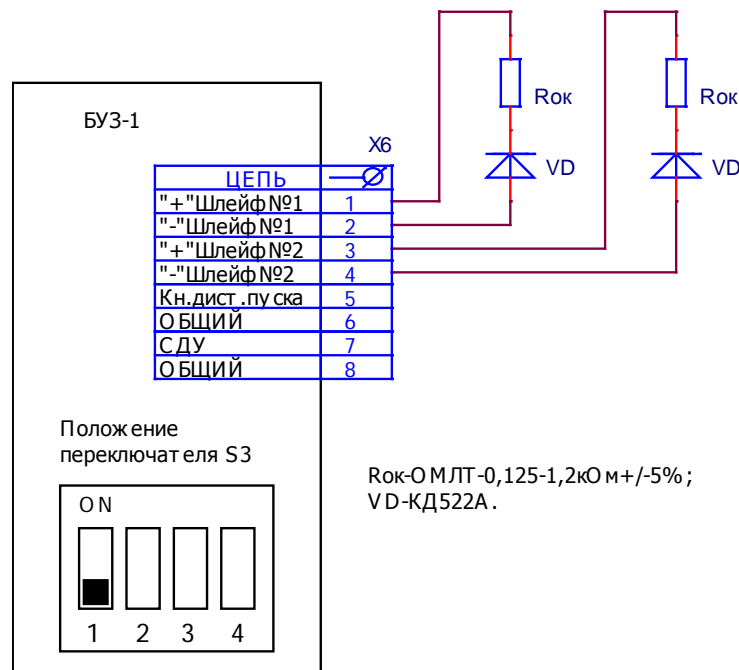 БУЗ-1
X6
ЦЕПЬ
"+"Шлейф№1 1
"-"Шлейф№1 2
"+"Шлейф№2 3
"-"Шлейф№2 4
Кн.дист.пуска 5
ОБЩИЙ 6
СДУ 7
ОБЩИЙ 8
Rок
VD
Rок
VD
Положение
переключателя S3
ON
1 2 3 4
Rок-ОМЛТ-0,125-1,2кОм+/-5%;
VD-КД522А.